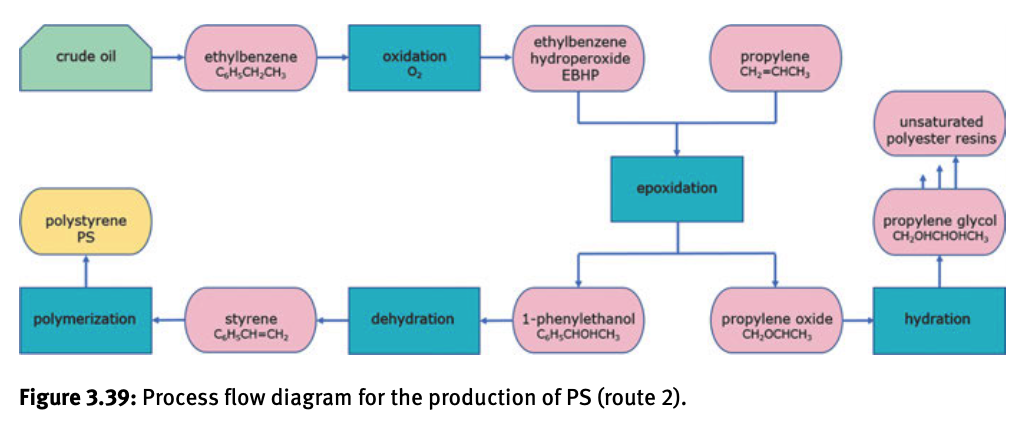 crude oil
ethylbenzene
C₆H₅CH₂CH₃
oxidation
O₂
ethylbenzene
hydroperoxide
EBHP
propylene
CH₂=CHCH₃
unsaturated
polyester resins
epoxidation
polystyrene
PS
propylene glycol
CH₂OHCHOHCH₃
polymerization
styrene
C₆H₅CH=CH₂
dehydration
1-phenylethanol
C₆H₅CHOHCH₃
propylene oxide
CH₂OCHCH₃
hydration
Figure 3.39: Process flow diagram for the production of PS (route 2).